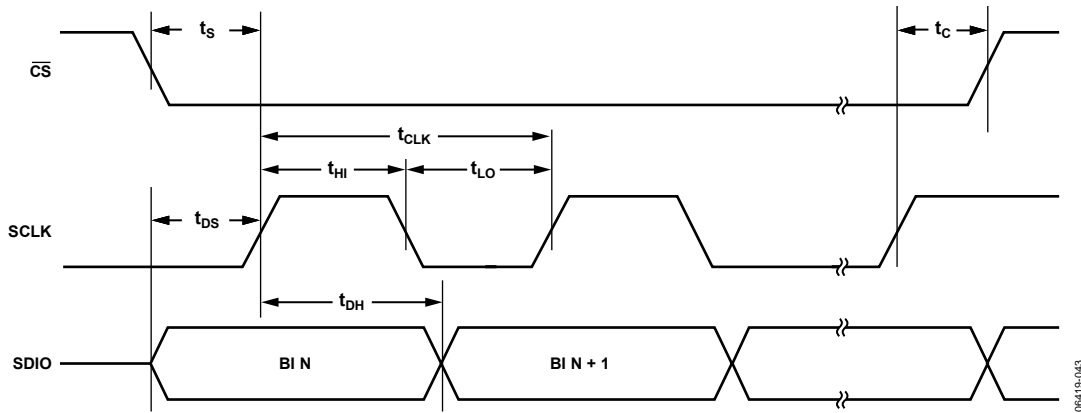 tS
tC
CS
tCLK
tHI
tLO
tDS
SCLK
tDH
SDIO
BI N
BI N + 1
06419-043